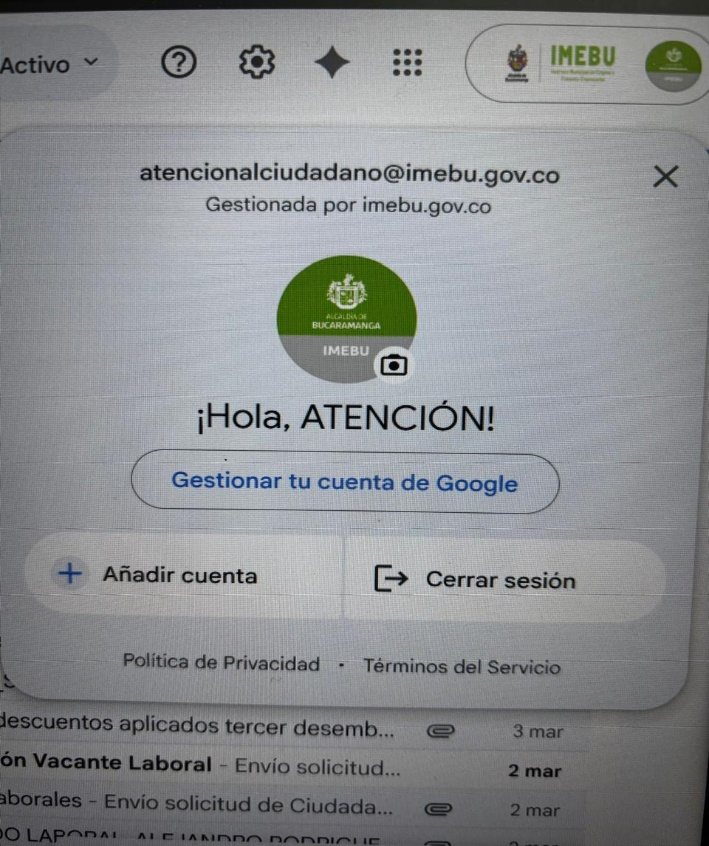 Activo
IMEBU
atencionalciudadano@imebu.gov.co
Gestionada por imebu.gov.co
ALCALDÍA DE
BUCARAMANGA
IMEBU
¡Hola, ATENCIÓN!
Gestionar tu cuenta de Google
Añadir cuenta
Cerrar sesión
Política de Privacidad · Términos del Servicio
descuentos aplicados tercer desemb... 3 mar
ón Vacante Laboral – Envío solicitud... 2 mar
aborales – Envío solicitud de Ciudada... 2 mar